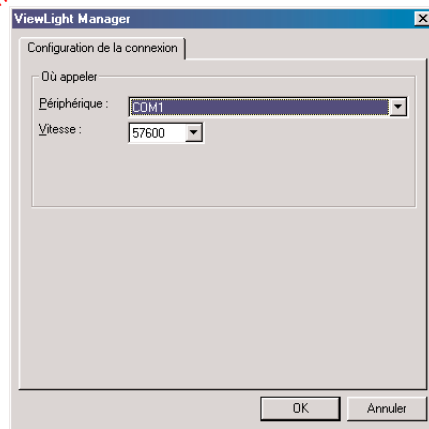 ViewLight Manager
Configuration de la connexion
Où appeler
Périphérique : COM1
Vitesse : 57600
OK Annuler